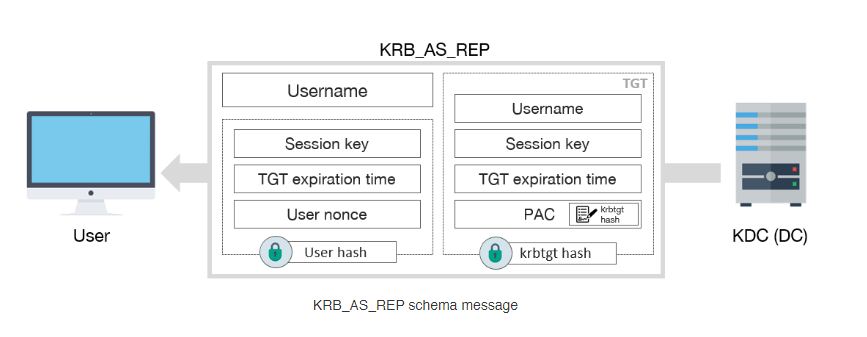 KRB_AS_REP
Username
Session key
TGT expiration time
User nonce
User hash
TGT
Username
Session key
TGT expiration time
PAC
krbtgt
hash
krbtgt hash
User
KDC (DC)
KRB_AS_REP schema message